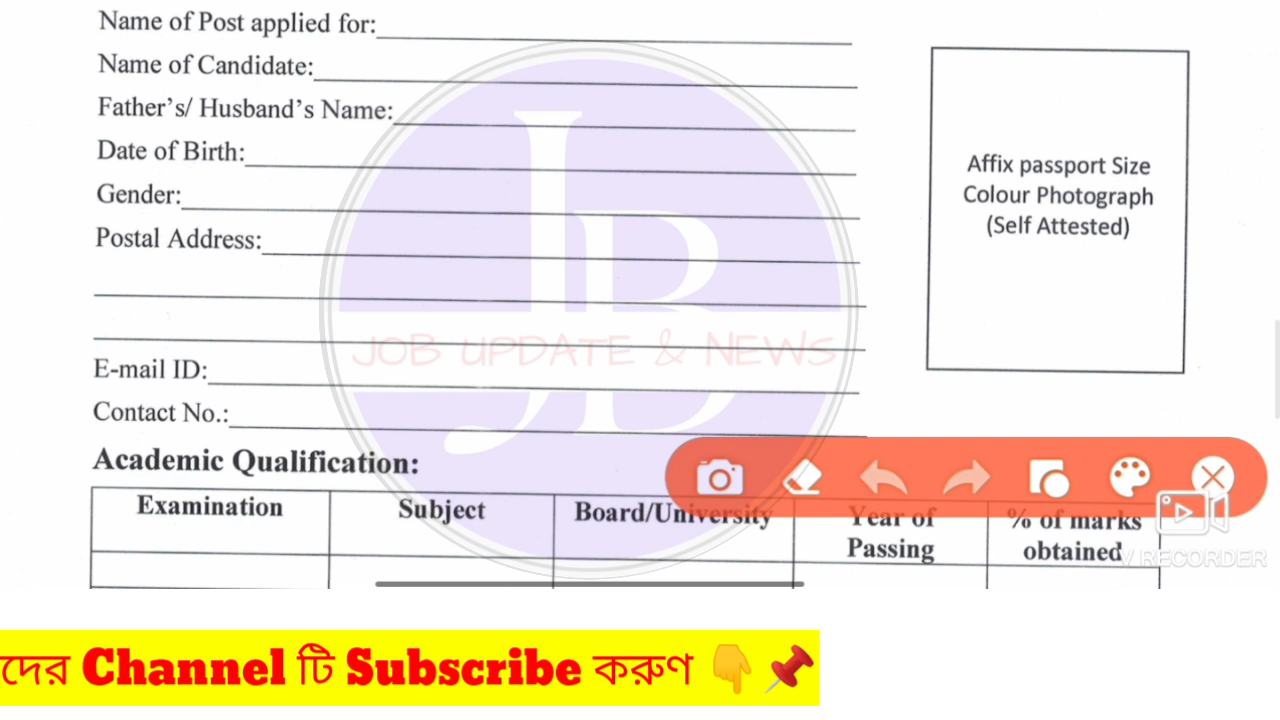 Name of Post applied for:
Name of Candidate:
Father's/ Husband's Name:
Date of Birth:
Gender:
Postal Address:
E-mail ID:
Contact No.:
Affix passport Size
Colour Photograph
(Self Attested)
JOB UPDATE & NEWS
Academic Qualification:
Examination
Subject
Board/University
Year of
Passing
% of marks
obtained
V RECORDER
দের Channel টি Subscribe করুণ